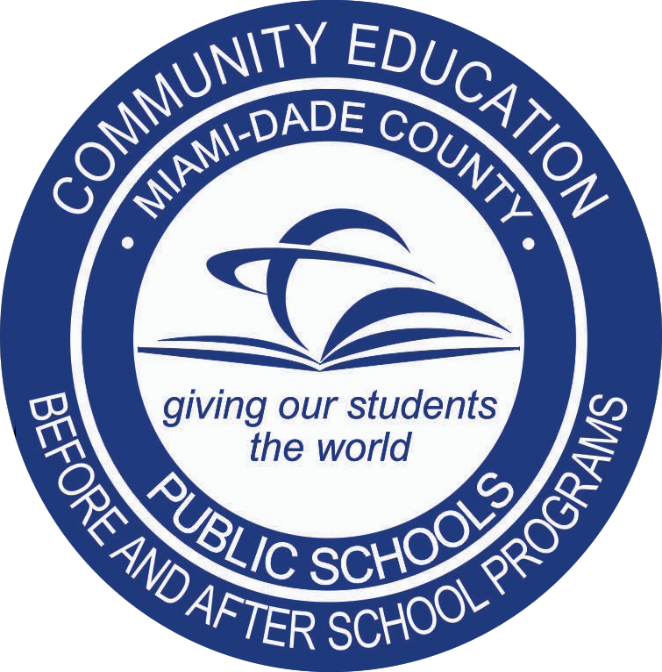 COMMUNITY EDUCATION
MIAMI-DADE COUNTY
giving our students
the world
PUBLIC SCHOOLS
BEFORE AND AFTER SCHOOL PROGRAMS